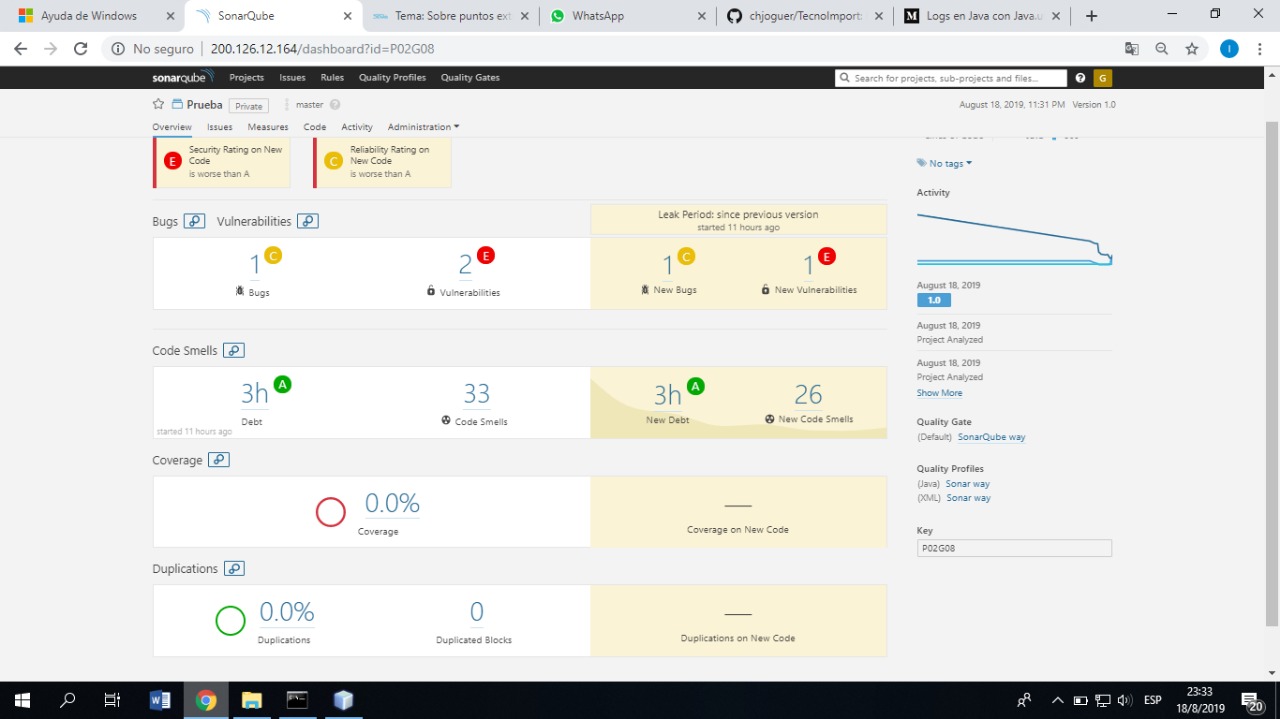 Ayuda de Windows
SonarQube
Tema: Sobre puntos ext
WhatsApp
chjoguer/TecnoImport:
Logs en Java con Java.u
No seguro | 200.126.12.164/dashboard?id=P02G08
sonarqube Projects Issues Rules Quality Profiles Quality Gates
Search for projects, sub-projects and files...
? G
Prueba Private master ?
August 18, 2019, 11:31 PM Version 1.0
Overview Issues Measures Code Activity Administration
E Security Rating on New
Code
is worse than A
C Reliability Rating on
New Code
is worse than A
No tags
Activity
Bugs Vulnerabilities
Leak Period: since previous version
started 11 hours ago
1 C
Bugs
2 E
Vulnerabilities
1 C
New Bugs
1 E
New Vulnerabilities
August 18, 2019
1.0
August 18, 2019
Project Analyzed
August 18, 2019
Project Analyzed
Show More
Code Smells
3h A
Debt
started 11 hours ago
33
Code Smells
3h A
New Debt
26
New Code Smells
Quality Gate
(Default) SonarQube way
Coverage
0.0%
Coverage
Coverage on New Code
Quality Profiles
(Java) Sonar way
(XML) Sonar way
Key
P02G08
Duplications
0.0%
Duplications
0
Duplicated Blocks
Duplications on New Code
ESP
23:33
18/8/2019
20